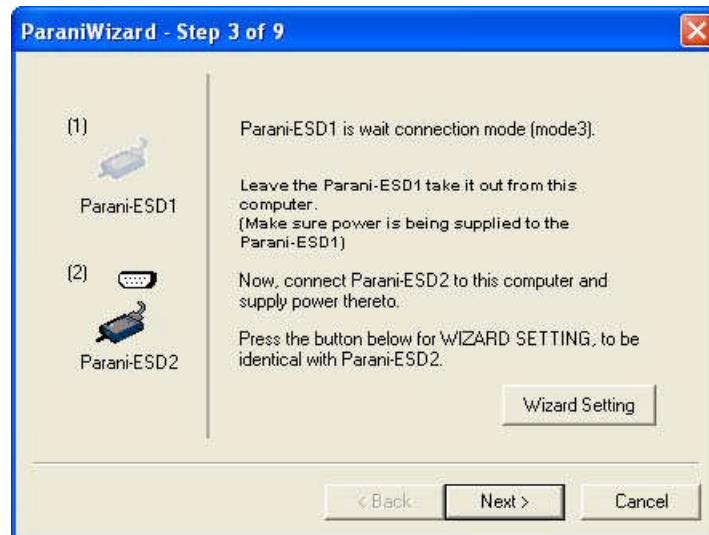 ParaniWizard - Step 3 of 9
(1)
Parani-ESD1
(2)
Parani-ESD2
Parani-ESD1 is wait connection mode (mode3).
Leave the Parani-ESD1 take it out from this
computer.
(Make sure power is being supplied to the
Parani-ESD1)
Now, connect Parani-ESD2 to this computer and
supply power thereto.
Press the button below for WIZARD SETTING, to be
identical with Parani-ESD2.
Wizard Setting
< Back
Next >
Cancel